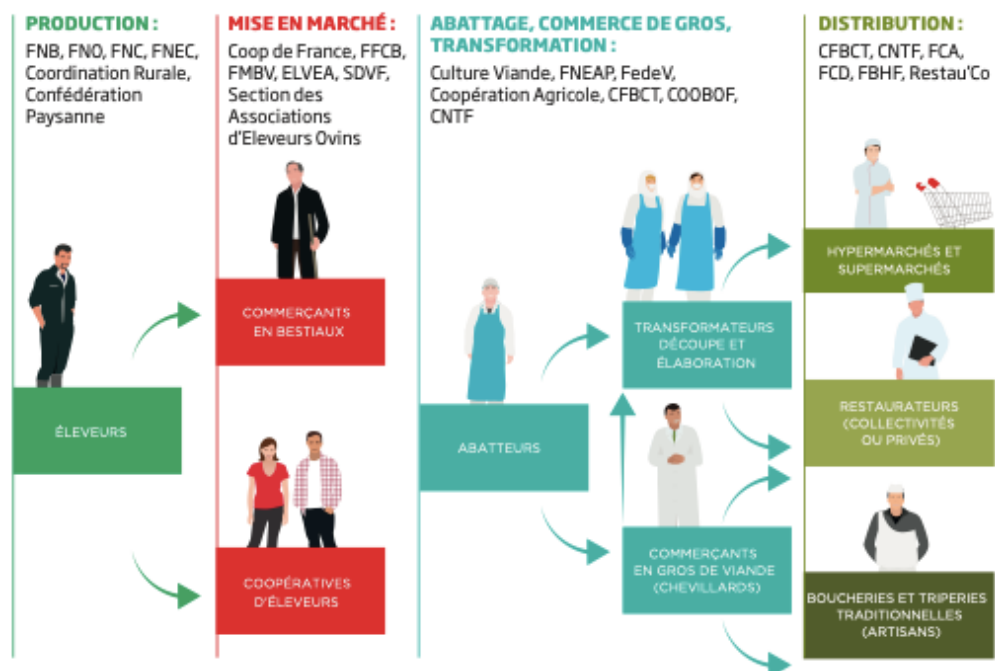 PRODUCTION :
FNB, FNO, FNC, FNEC,
Coordination Rurale,
Confédération
Paysanne
MISE EN MARCHÉ :
Coop de France, FFCB,
FMBV, ELVEA, SDVF,
Section des
Associations
d'Eleveurs Ovins
ABATTAGE, COMMERCE DE GROS,
TRANSFORMATION :
Culture Viande, FNEAP, FedeV,
Coopération Agricole, CFBCT, COOBOF,
CNTF
DISTRIBUTION :
CFBCT, CNTF, FCA,
FCD, FBHF, Restau'Co
ÉLEVEURS
COMMERÇANTS
EN BESTIAUX
COOPÉRATIVES
D'ÉLEVEURS
ABATTEURS
TRANSFORMATEURS
DÉCOUPE ET
ÉLABORATION
COMMERÇANTS
EN GROS DE VIANDE
(CHEVILLARDS)
HYPERMARCHÉS ET
SUPERMARCHÉS
RESTAURATEURS
(COLLECTIVITÉS
OU PRIVÉS)
BOUCHERIES ET TRIPERIES
TRADITIONNELLES
(ARTISANS)